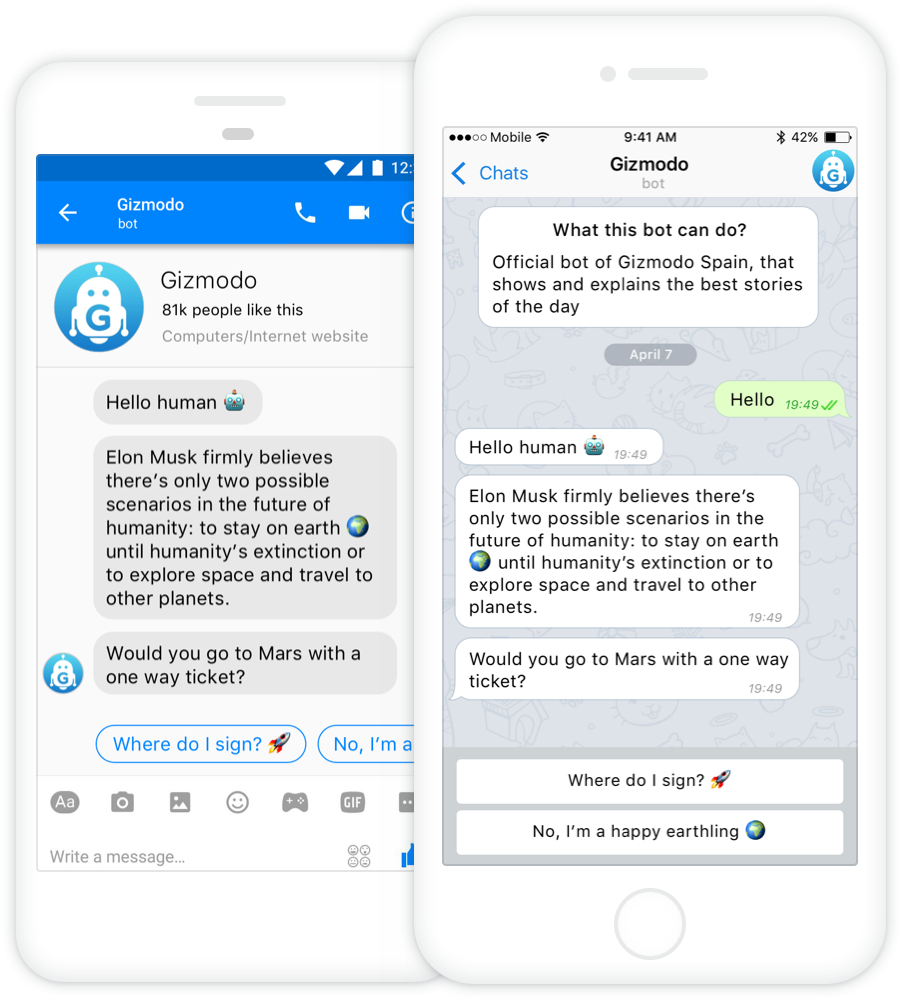 12:
Gizmodo
bot
G
Gizmodo
81k people like this
Computers/Internet website
Hello human 🤖
Elon Musk firmly believes
there's only two possible
scenarios in the future of
humanity: to stay on earth 🌍
until humanity's extinction or
to explore space and travel to
other planets.
G
Would you go to Mars with a
one way ticket?
Where do I sign? 🚀
No, I'm a
Aa
GIF
Write a message...
Mobile
9:41 AM
42%
Chats
Gizmodo
bot
G
What this bot can do?
Official bot of Gizmodo Spain, that
shows and explains the best stories
of the day
April 7
Hello 19:49
Hello human 🤖 19:49
Elon Musk firmly believes there's
only two possible scenarios in the
future of humanity: to stay on earth
🌍 until humanity's extinction or to
explore space and travel to other
planets.
19:49
Would you go to Mars with a one way
ticket?
19:49
Where do I sign? 🚀
No, I'm a happy earthling 🌍